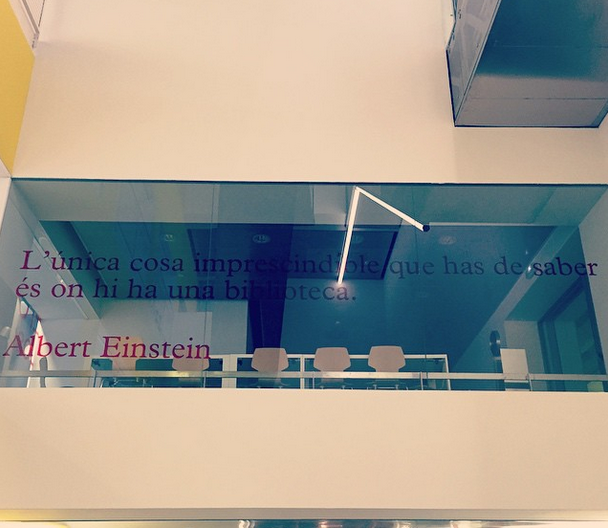 L'única cosa imprescindible que has de saber
és on hi ha una biblioteca.
Albert Einstein